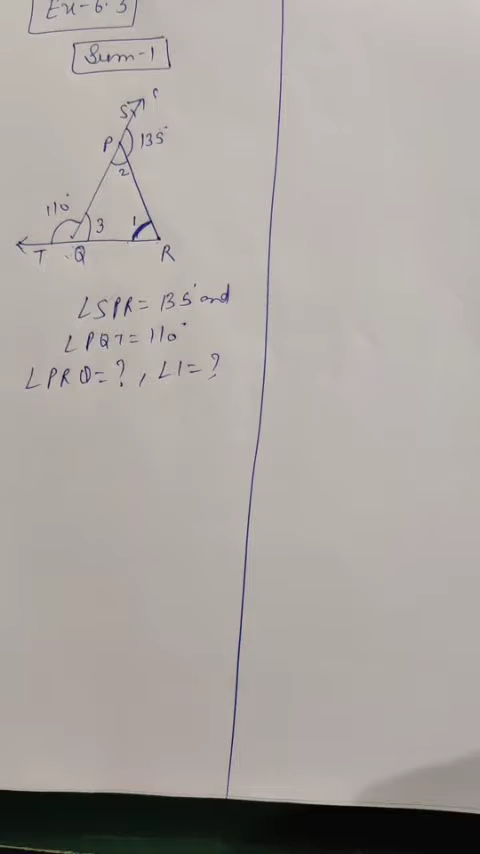 Ex-6.3
Sum-1
S
P 135°
2
110° 3 1
T Q R
∠SPR = 135° and
∠PQT = 110°
∠PRQ = ? , ∠1 = ?